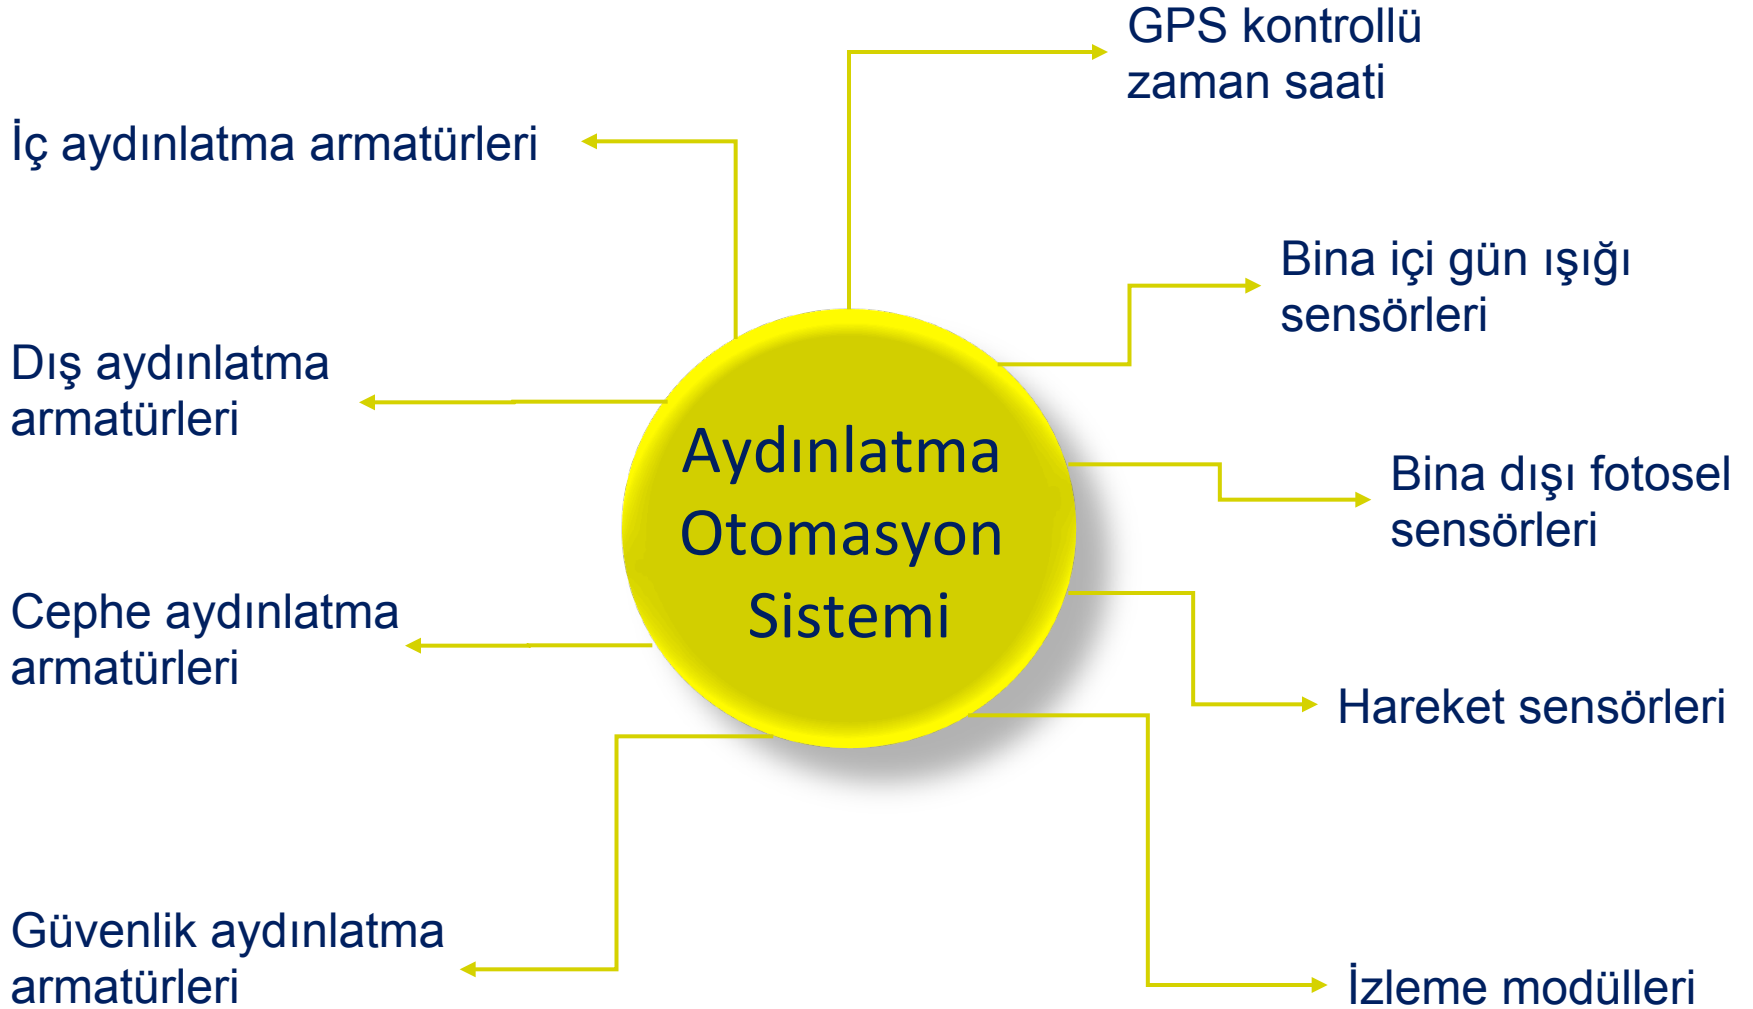 GPS kontrollü
zaman saati
İç aydınlatma armatürleri
Bina içi gün ışığı
sensörleri
Dış aydınlatma
armatürleri
Aydınlatma
Otomasyon
Sistemi
Bina dışı fotosel
sensörleri
Cephe aydınlatma
armatürleri
Hareket sensörleri
Güvenlik aydınlatma
armatürleri
İzleme modülleri